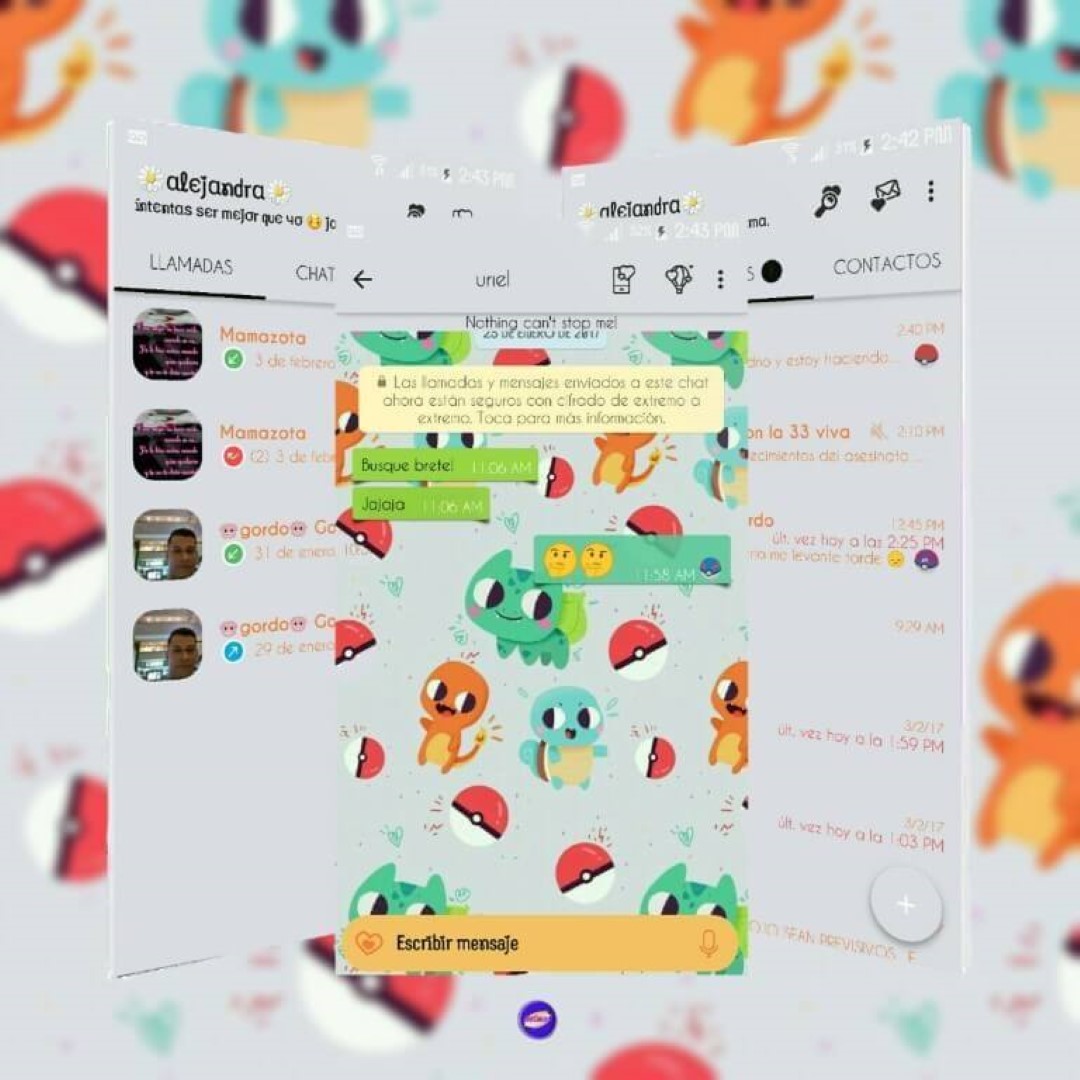 2:43 PM
alejandra
intentas ser mejor que yo 😌 jo
LLAMADAS
CHAT
Mamazota
3 de febrero
Mamazota
(2) 3 de febr
gordo Go
31 de enero
gordo Go
29 de enero
2:43 PM
uriel
Nothing can't stop me!
25 DE ENERO DE 2017
Las llamadas y mensajes enviados a este chat
ahora están seguros con cifrado de extremo a
extremo. Toca para más información.
Busque brete! 11:06 AM
Jajaja 11:06 AM
🤔🤔
11:58 AM
Escribir mensaje
2:42 PM
alejandra
ma.
S
CONTACTOS
2:40 PM
y estoy haciendo...
on la 33 viva 2:10 PM
ecimientos del asesinato ...
rdo
12:45 PM
últ. vez hoy a las 2:25 PM
me levante tarde 😞
9:29 AM
3/2/17
últ. vez hoy a la 1:59 PM
3/2/17
últ. vez hoy a la 1:03 PM
+
OJO SEAN PREVISIVOS